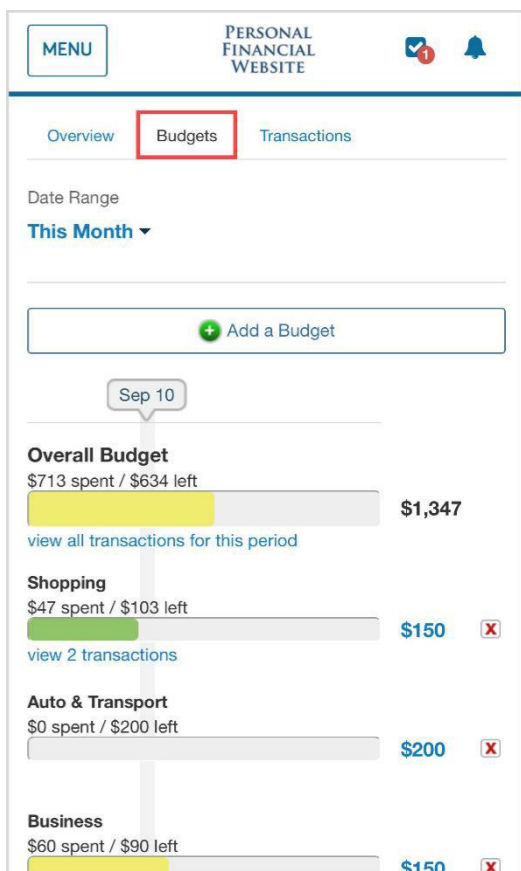 MENU
PERSONAL
FINANCIAL
WEBSITE
1
Overview
Budgets
Transactions
Date Range
This Month
Add a Budget
Sep 10
Overall Budget
$713 spent / $634 left
$1,347
view all transactions for this period
Shopping
$47 spent / $103 left
$150 X
view 2 transactions
Auto & Transport
$0 spent / $200 left
$200 X
Business
$60 spent / $90 left
$150 X